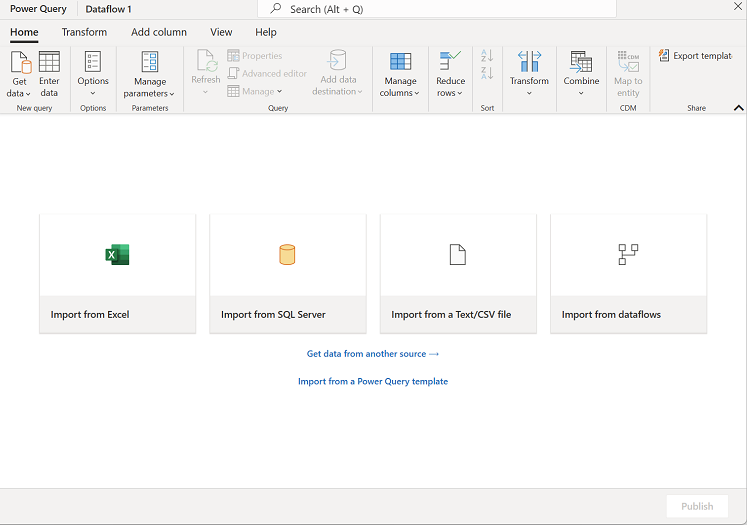 Power Query Dataflow 1 Search (Alt + Q)
Home Transform Add column View Help
Get data
Enter data
New query
Options
Options
Manage parameters
Parameters
Refresh
Properties
Advanced editor
Manage
Add data destination
Query
Manage columns
Reduce rows
Sort
Transform
Combine
CDM
Map to entity
CDM
Export templat
Share
Import from Excel
Import from SQL Server
Import from a Text/CSV file
Import from dataflows
Get data from another source →
Import from a Power Query template
Publish